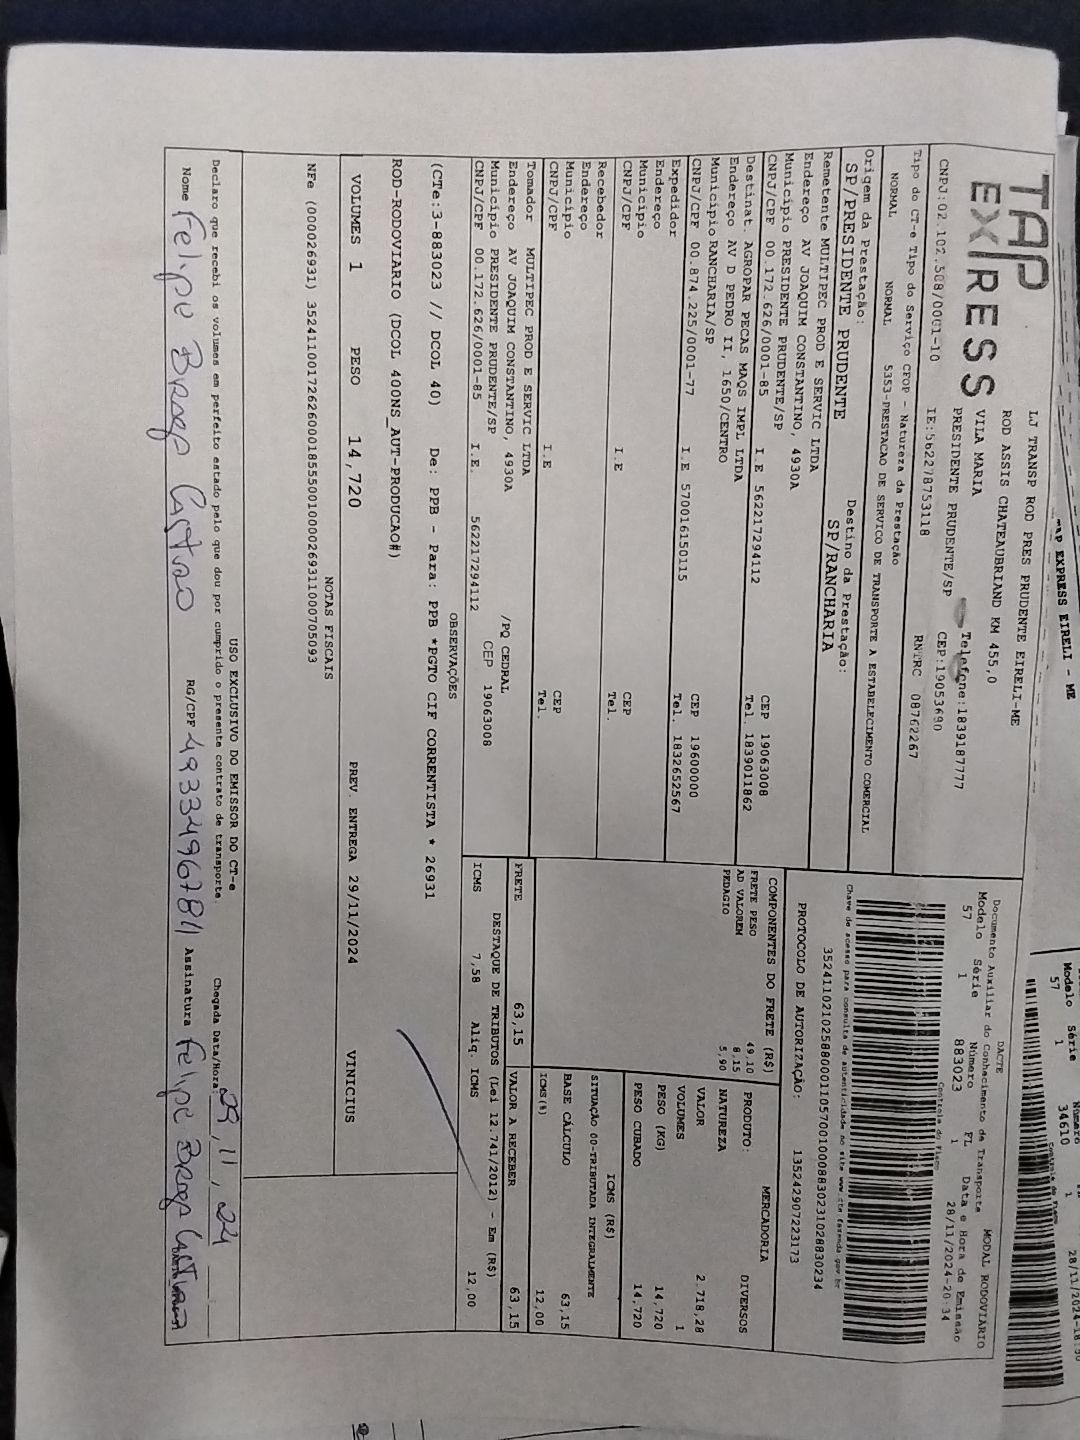 TAP
EX/RESS
LJ TRANSP ROD PRES PRUDENTE EIRELI-ME
ROD ASSIS CHATEAUBRIAND KM 455,0
VILA MARIA
PRESIDENTE PRUDENTE/SP Telefone:1839187777
CNPJ:02.102.508/0001-10 IE:562278753118 CEP:19053690
RNTRC 08762267
Tipo do CT-e Tipo do Serviço CFOP - Natureza da Prestação
NORMAL NORMAL 5353-PRESTACAO DE SERVICO DE TRANSPORTE A ESTABELECIMENTO COMERCIAL
Origem da Prestação: Destino da Prestação:
SP/PRESIDENTE PRUDENTE SP/RANCHARIA
Remetente MULTIPEC PROD E SERVIC LTDA
Endereço AV JOAQUIM CONSTANTINO, 4930A
Município PRESIDENTE PRUDENTE/SP CEP 19063008
CNPJ/CPF 00.172.626/0001-85 I.E 562217294112 Tel. 1839011862
Destinat. AGROPAR PECAS MAQS IMPL LTDA
Endereço AV D PEDRO II, 1650/CENTRO
Município RANCHARIA/SP CEP 19600000
CNPJ/CPF 00.874.225/0001-77 I.E 570016150115 Tel. 1832652567
Expedidor
Endereço
Município CEP
CNPJ/CPF I.E Tel.
Recebedor
Endereço
Município CEP
CNPJ/CPF I.E Tel.
Tomador MULTIPEC PROD E SERVIC LTDA
Endereço AV JOAQUIM CONSTANTINO, 4930A /PQ CEDRAL
Município PRESIDENTE PRUDENTE/SP CEP 19063008
CNPJ/CPF 00.172.626/0001-85 I.E. 562217294112
DACTE MODAL RODOVIARIO
Documento Auxiliar do Conhecimento de Transporte
Modelo Série Número FL Data e Hora de Emissão
57 1 883023 1 28/11/2024-20:34
Controle do Fisco
Chave de acesso para consulta de autenticidade no site www.cte.fazenda.gov.br
35241102102588000110570010008830231028830234
PROTOCOLO DE AUTORIZAÇÃO: 135242907223173
COMPONENTES DO FRETE (R$)
FRETE PESO 49,10
AD VALOREM 8,15
PEDAGIO 5,90
MERCADORIA
PRODUTO: DIVERSOS
NATUREZA
VALOR 2.718,28
VOLUMES 1
PESO (KG) 14,720
PESO CUBADO 14,720
ICMS (R$)
SITUAÇÃO 00-TRIBUTADA INTEGRALMENTE
BASE CÁLCULO 63,15
ICMS(%) 12,00
FRETE 63,15 VALOR A RECEBER 63,15
DESTAQUE DE TRIBUTOS (Lei 12.741/2012) - Em (R$)
ICMS 7,58 Aliq. ICMS 12,00
OBSERVAÇÕES
(CTe:3-883023 // DCOL 40) De: PPB - Para: PPB *PGTO CIF CORRENTISTA * 26931
ROD-RODOVIARIO (DCOL 400NS_AUT-PRODUCAO#)
VOLUMES 1 PESO 14,720 PREV. ENTREGA 29/11/2024 VINICIUS
NOTAS FISCAIS
NFe (000026931) 35241100172626000185550010000269311000705093
USO EXCLUSIVO DO EMISSOR DO CT-e
Declaro que recebi os volumes em perfeito estado pelo que dou por cumprido o presente contrato de transporte. Chegada Data/Hora: 29, 11, 24
Nome Felipe Braga RG/CPF 49334967811 Assinatura Felipe Braga
TAP EXPRESS EIRELI - ME
Modelo Série Número
57 1 34610 1